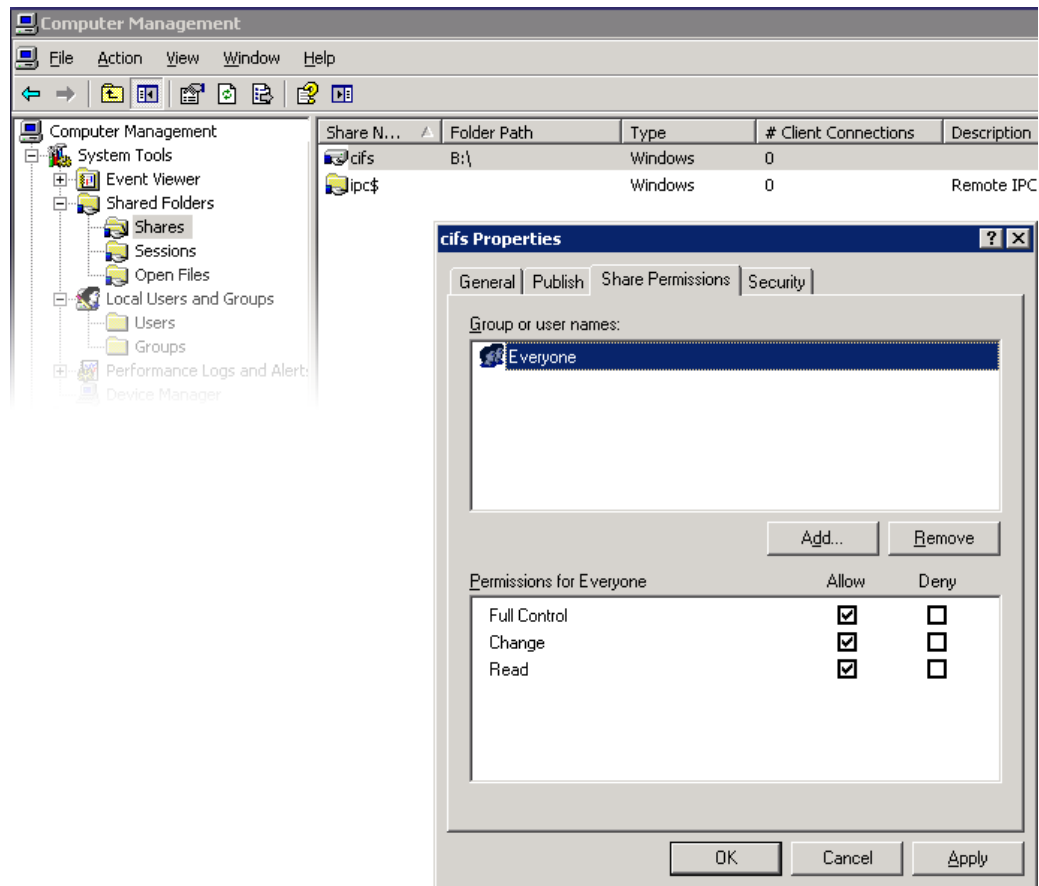 Computer Management
File Action View Window Help
Computer Management
System Tools
Event Viewer
Shared Folders
Shares
Sessions
Open Files
Local Users and Groups
Users
Groups
Performance Logs and Alert
Device Manager
Share N... Folder Path Type # Client Connections Description
cifs B:\ Windows 0
ipc$ Windows 0 Remote IPC
cifs Properties
General Publish Share Permissions Security
Group or user names:
Everyone
Add... Remove
Permissions for Everyone Allow Deny
Full Control
Change
Read
OK Cancel Apply